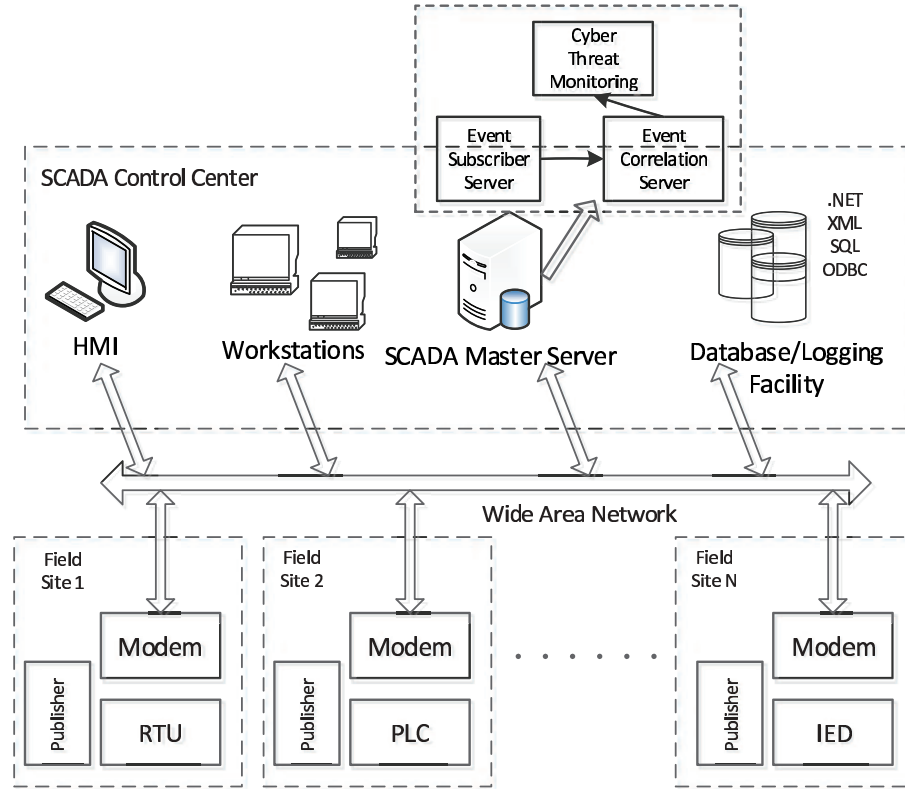 Cyber
Threat
Monitoring
Event
Subscriber
Server
Event
Correlation
Server
SCADA Control Center
.NET
XML
SQL
ODBC
HMI
Workstations
SCADA Master Server
Database/Logging
Facility
Wide Area Network
Field
Site 1
Modem
Publisher
RTU
Field
Site 2
Modem
Publisher
PLC
Field
Site N
Modem
Publisher
IED